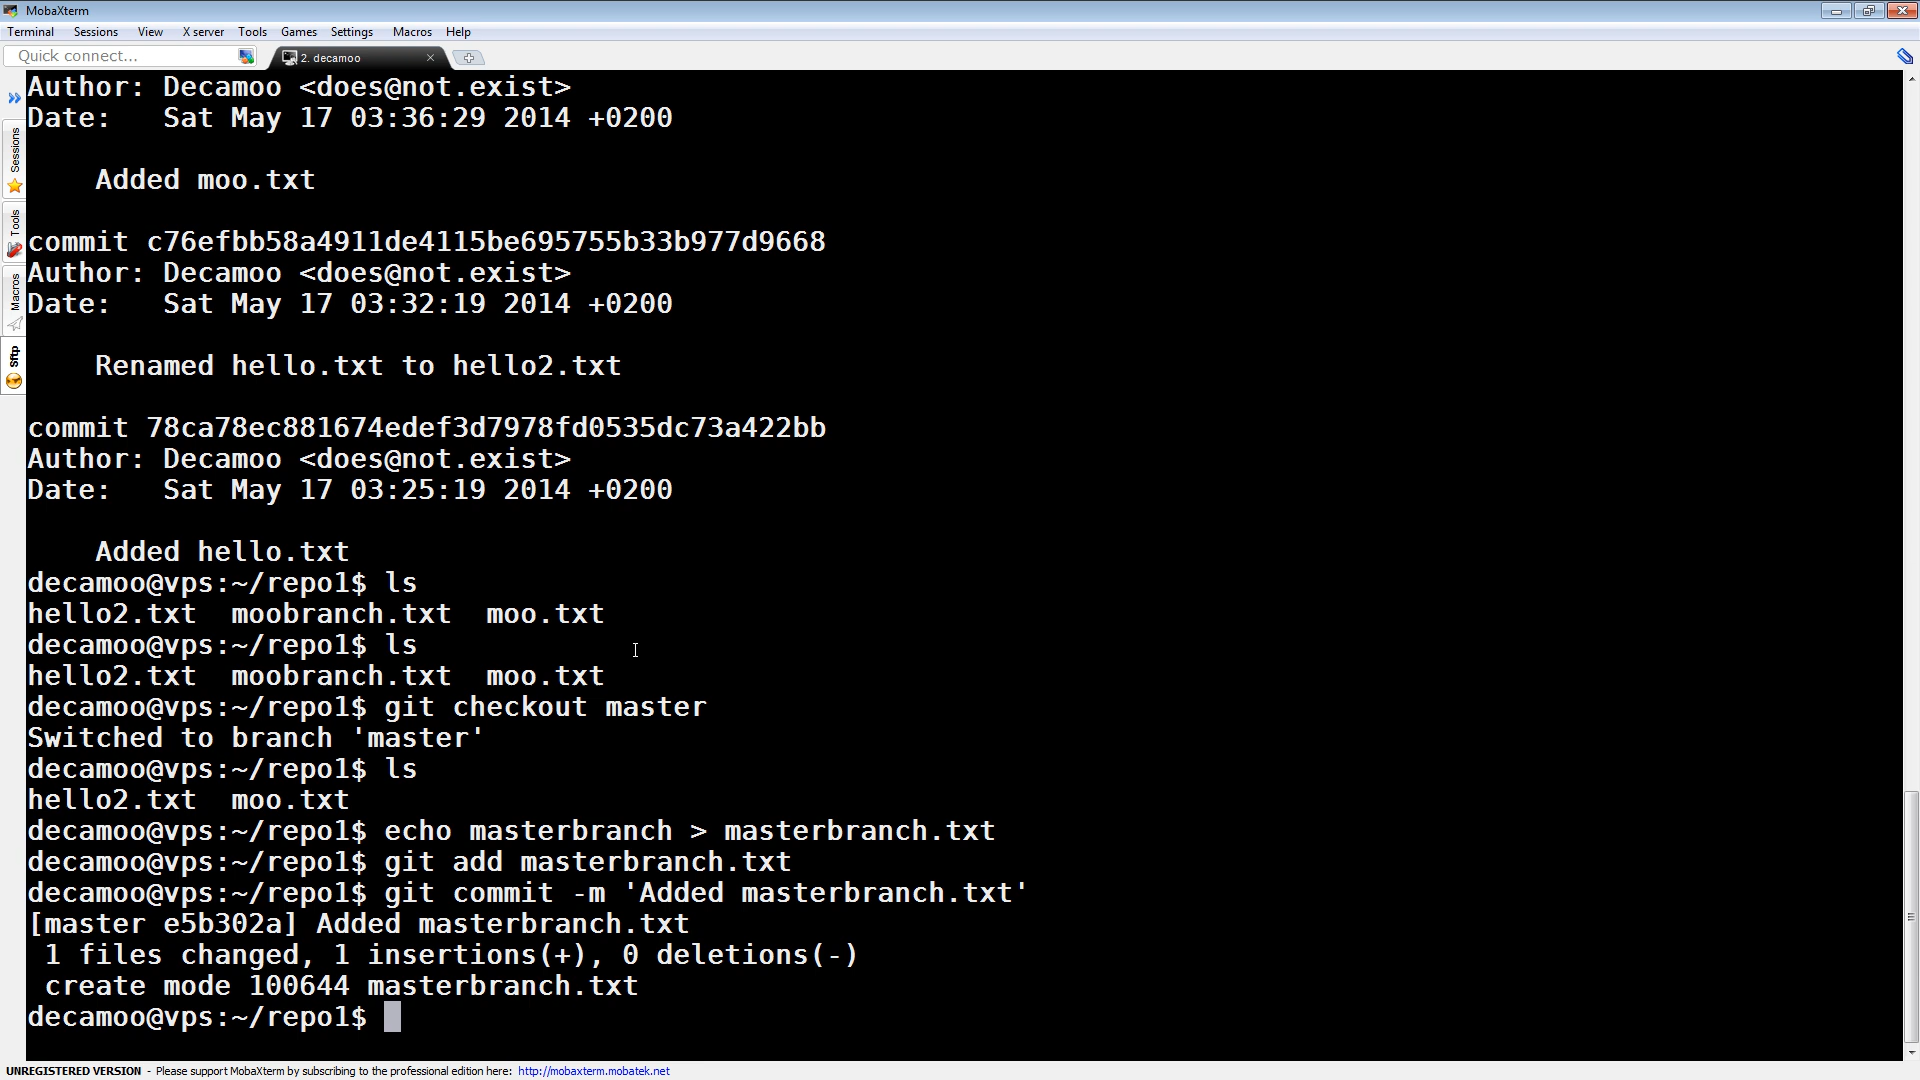 MobaXterm
Terminal Sessions View X server Tools Games Settings Macros Help
Quick connect... 2. decamoo
Sessions
Tools
Macros
Sftp
Author: Decamoo <does@not.exist>
Date:   Sat May 17 03:36:29 2014 +0200
    Added moo.txt
commit c76efbb58a4911de4115be695755b33b977d9668
Author: Decamoo <does@not.exist>
Date:   Sat May 17 03:32:19 2014 +0200
    Renamed hello.txt to hello2.txt
commit 78ca78ec881674edef3d7978fd0535dc73a422bb
Author: Decamoo <does@not.exist>
Date:   Sat May 17 03:25:19 2014 +0200
    Added hello.txt
decamoo@vps:~/repo1$ ls
hello2.txt  moobranch.txt  moo.txt
decamoo@vps:~/repo1$ ls
hello2.txt  moobranch.txt  moo.txt
decamoo@vps:~/repo1$ git checkout master
Switched to branch 'master'
decamoo@vps:~/repo1$ ls
hello2.txt  moo.txt
decamoo@vps:~/repo1$ echo masterbranch > masterbranch.txt
decamoo@vps:~/repo1$ git add masterbranch.txt
decamoo@vps:~/repo1$ git commit -m 'Added masterbranch.txt'
[master e5b302a] Added masterbranch.txt
 1 files changed, 1 insertions(+), 0 deletions(-)
 create mode 100644 masterbranch.txt
decamoo@vps:~/repo1$
UNREGISTERED VERSION - Please support MobaXterm by subscribing to the professional edition here: http://mobaxterm.mobatek.net